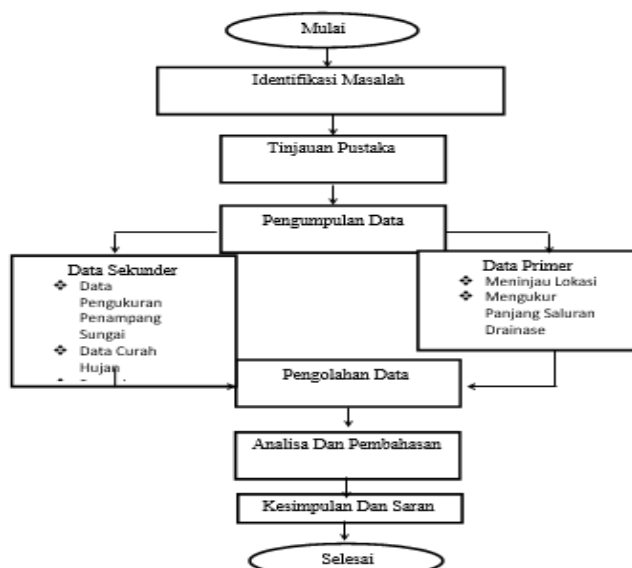 Mulai
Identifikasi Masalah
Tinjauan Pustaka
Pengumpulan Data
Data Sekunder
❖ Data
Pengukuran
Penampang
Sungai
❖ Data Curah
Hujan
Data Primer
❖ Meninjau Lokasi
❖ Mengukur
Panjang Saluran
Drainase
Pengolahan Data
Analisa Dan Pembahasan
Kesimpulan Dan Saran
Selesai